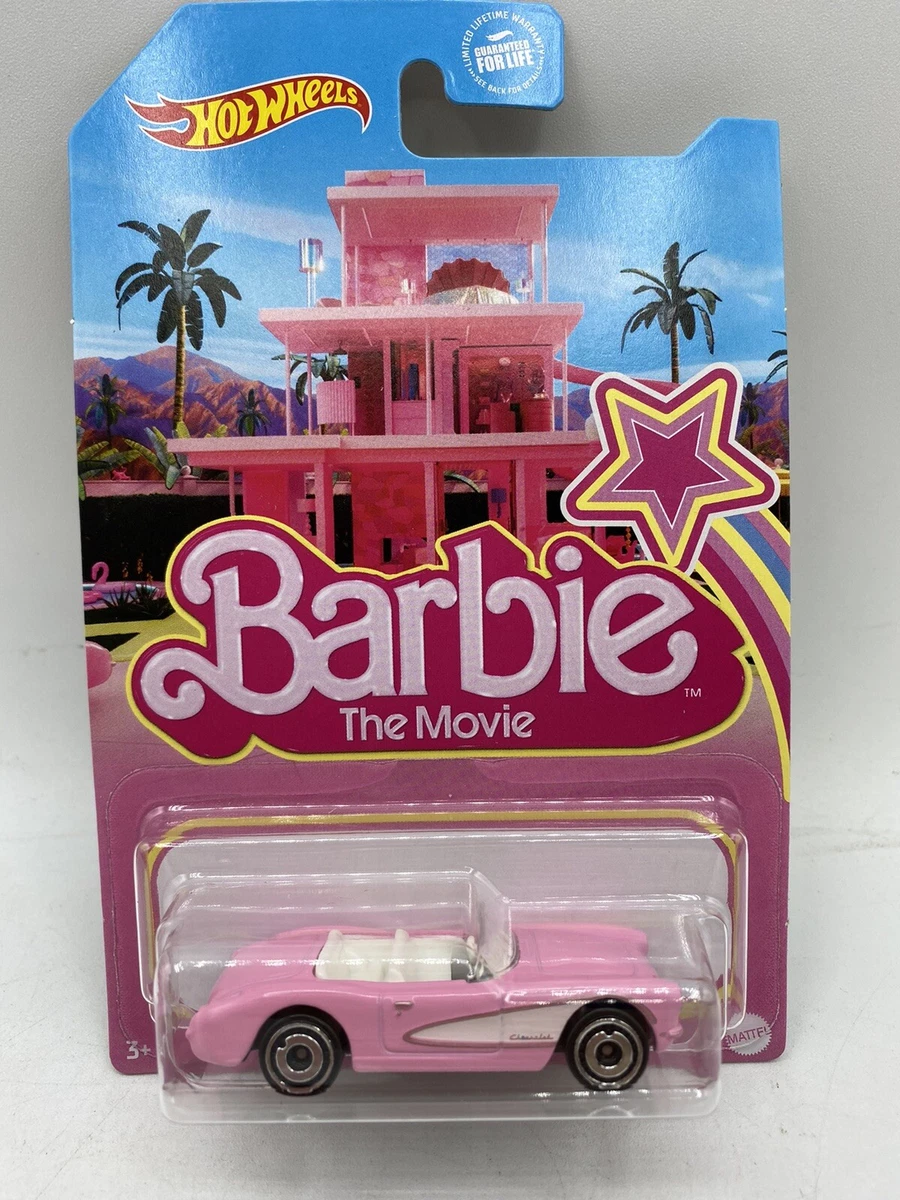 LIMITED LIFETIME WARRANTY
GUARANTEED
FOR LIFE
SEE BACK FOR DETAILS
HOT WHEELS
Barbie
TM
The Movie
Chevrolet
3+
MATTEL